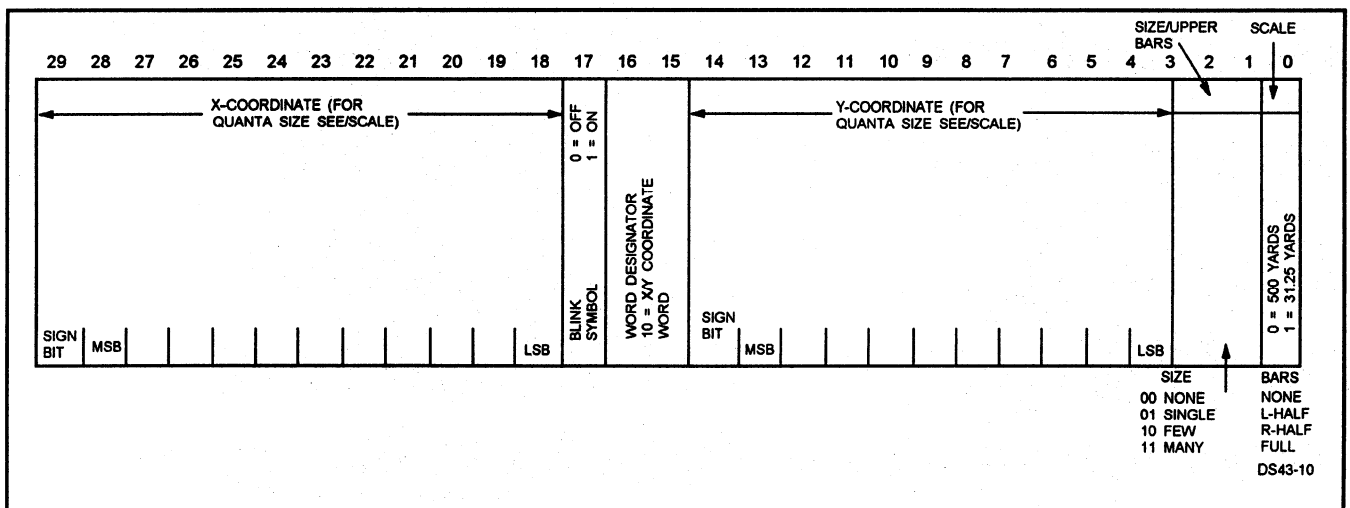 SIZE/UPPER BARS
SCALE
29 28 27 26 25 24 23 22 21 20 19 18 17 16 15 14 13 12 11 10 9 8 7 6 5 4 3 2 1 0
X-COORDINATE (FOR
QUANTA SIZE SEE/SCALE)
0 = OFF
1 = ON
Y-COORDINATE (FOR
QUANTA SIZE SEE/SCALE)
BLINK
SYMBOL
WORD DESIGNATOR
10 = X/Y COORDINATE
WORD
0 = 500 YARDS
1 = 31.25 YARDS
SIGN
BIT
MSB
LSB
SIGN
BIT
MSB
LSB
SIZE BARS
00 NONE NONE
01 SINGLE L-HALF
10 FEW R-HALF
11 MANY FULL
DS43-10